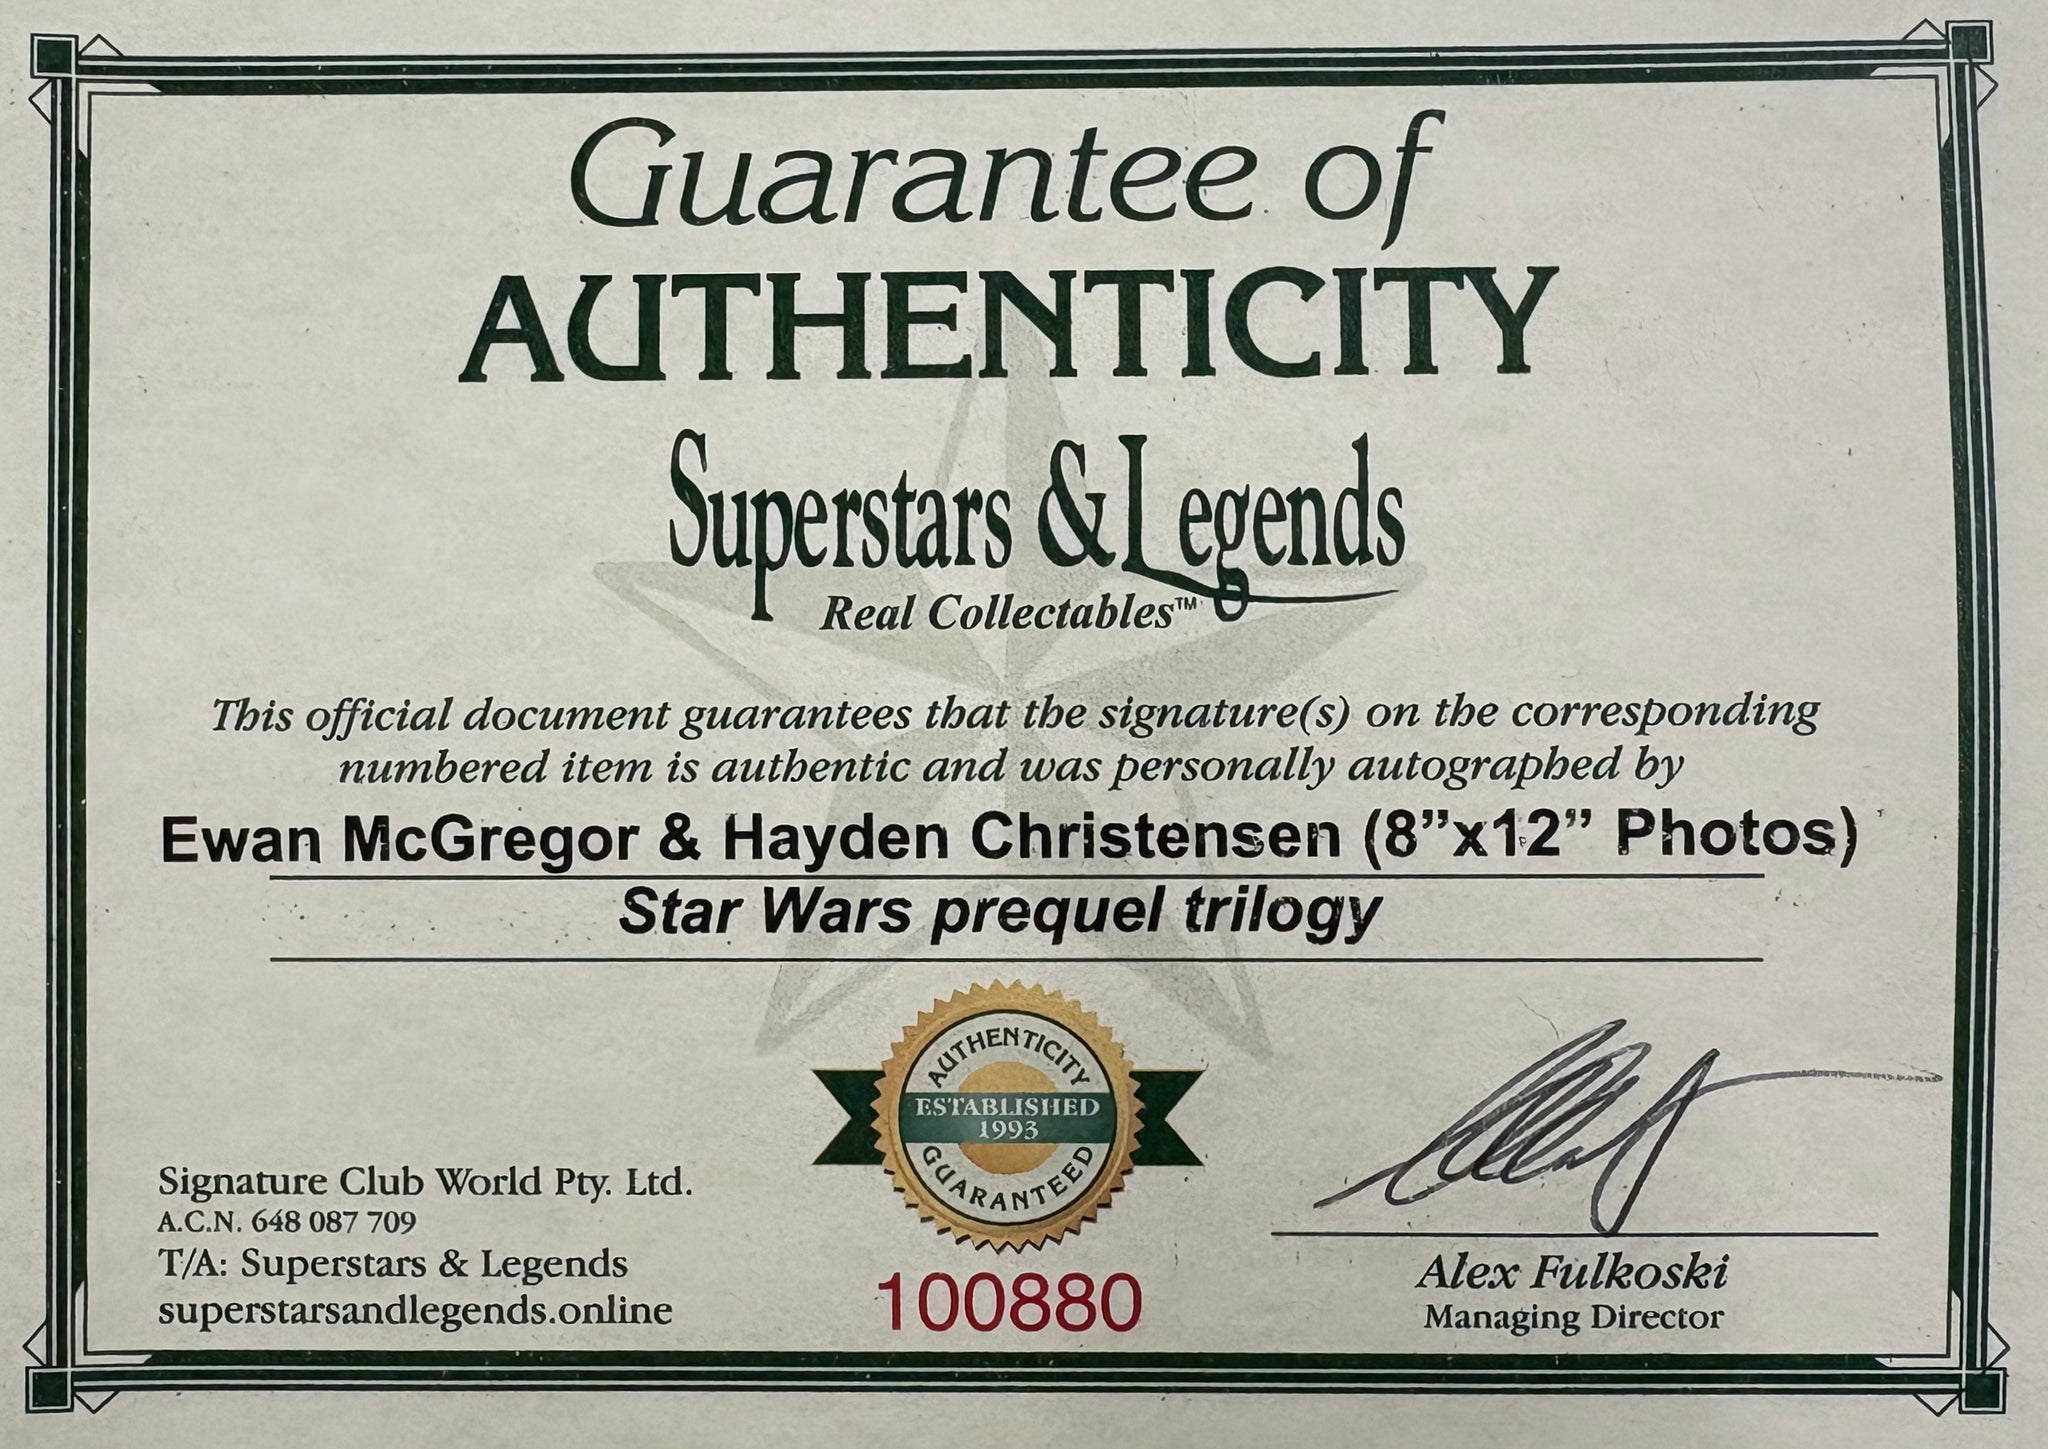 Guarantee of
AUTHENTICITY
Superstars & Legends
Real Collectables™
This official document guarantees that the signature(s) on the corresponding
numbered item is authentic and was personally autographed by
Ewan McGregor & Hayden Christensen (8”x12” Photos)
Star Wars prequel trilogy
AUTHENTICITY
ESTABLISHED
1993
GUARANTEED
Signature Club World Pty. Ltd.
A.C.N. 648 087 709
T/A: Superstars & Legends
superstarsandlegends.online
100880
Alex Fulkoski
Managing Director